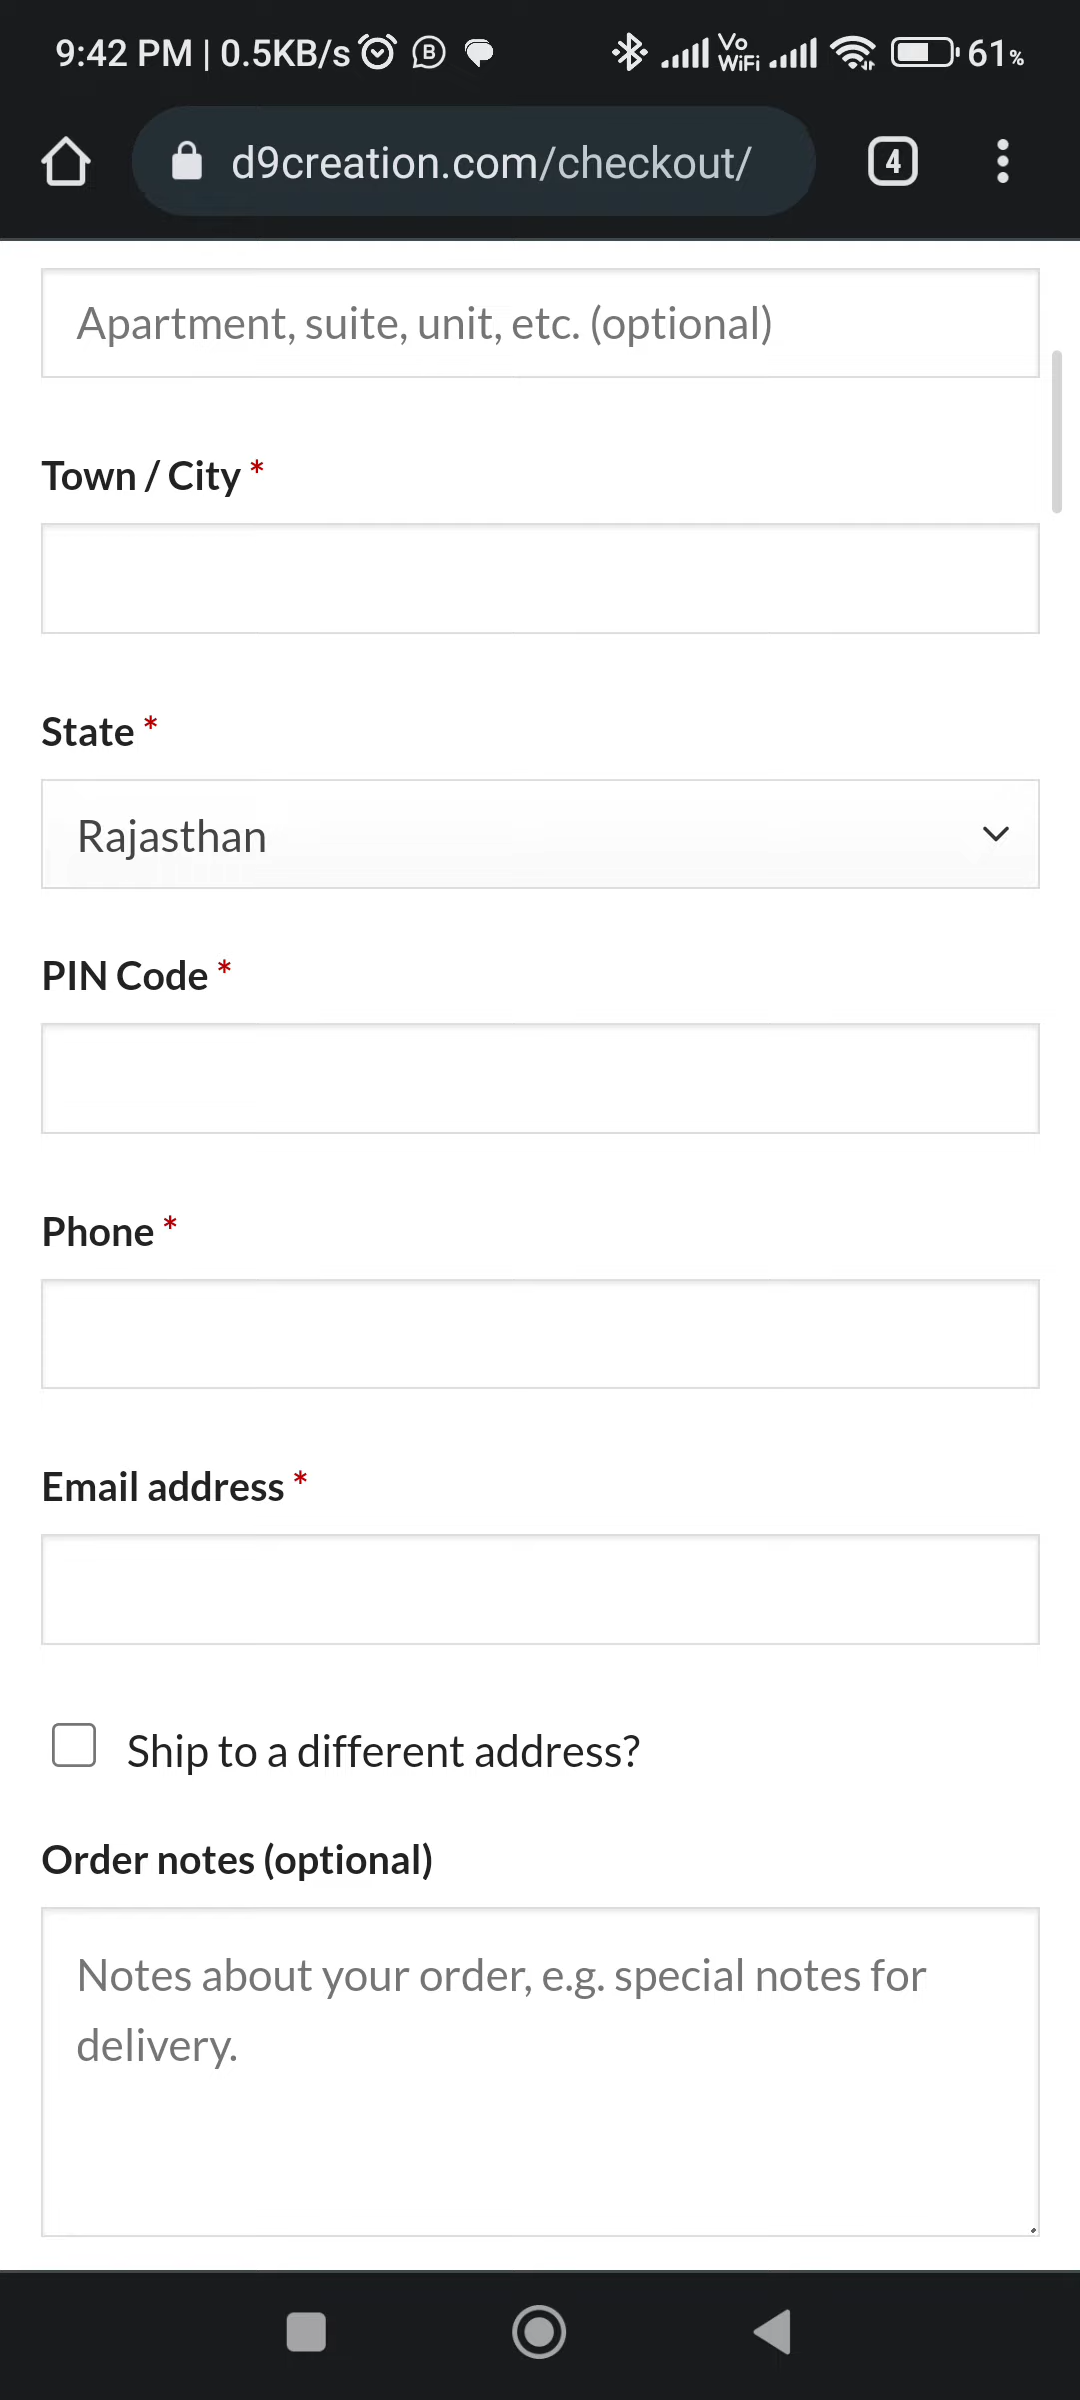 9:42 PM | 0.5KB/s B Vo WiFi 61%
d9creation.com/checkout/ 4
Apartment, suite, unit, etc. (optional)
Town / City *
State *
Rajasthan
PIN Code *
Phone *
Email address *
Ship to a different address?
Order notes (optional)
Notes about your order, e.g. special notes for
delivery.